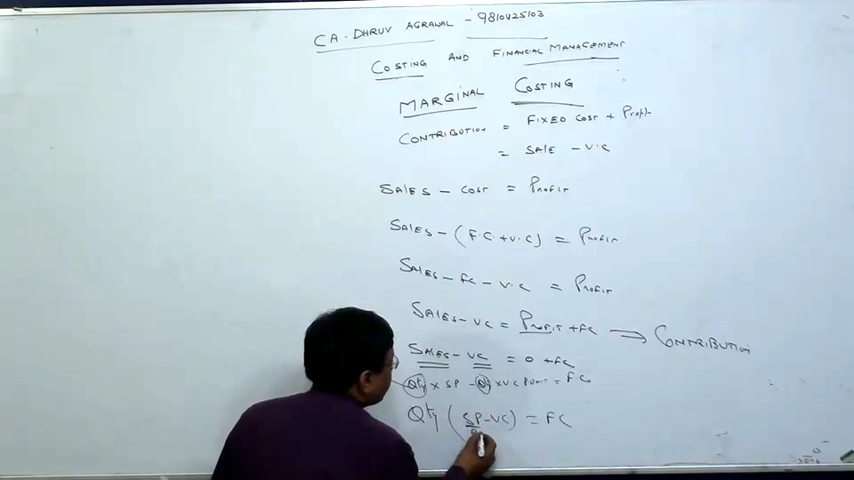 CA. DHRUV AGRAWAL - 9810425103
COSTING AND FINANCIAL MANAGEMENT
MARGINAL COSTING
CONTRIBUTION = FIXED COST + Profit
= SALE - V.C
SALES - COST = Profit
SALES - (F.C + V.C) = Profit
SALES - FC - V.C = Profit
SALES - VC = Profit + FC ⟹ CONTRIBUTION
SALES - VC = 0 + FC
Qty x SP - Qty x VC P UNIT = FC
Qty (SP - VC) = FC